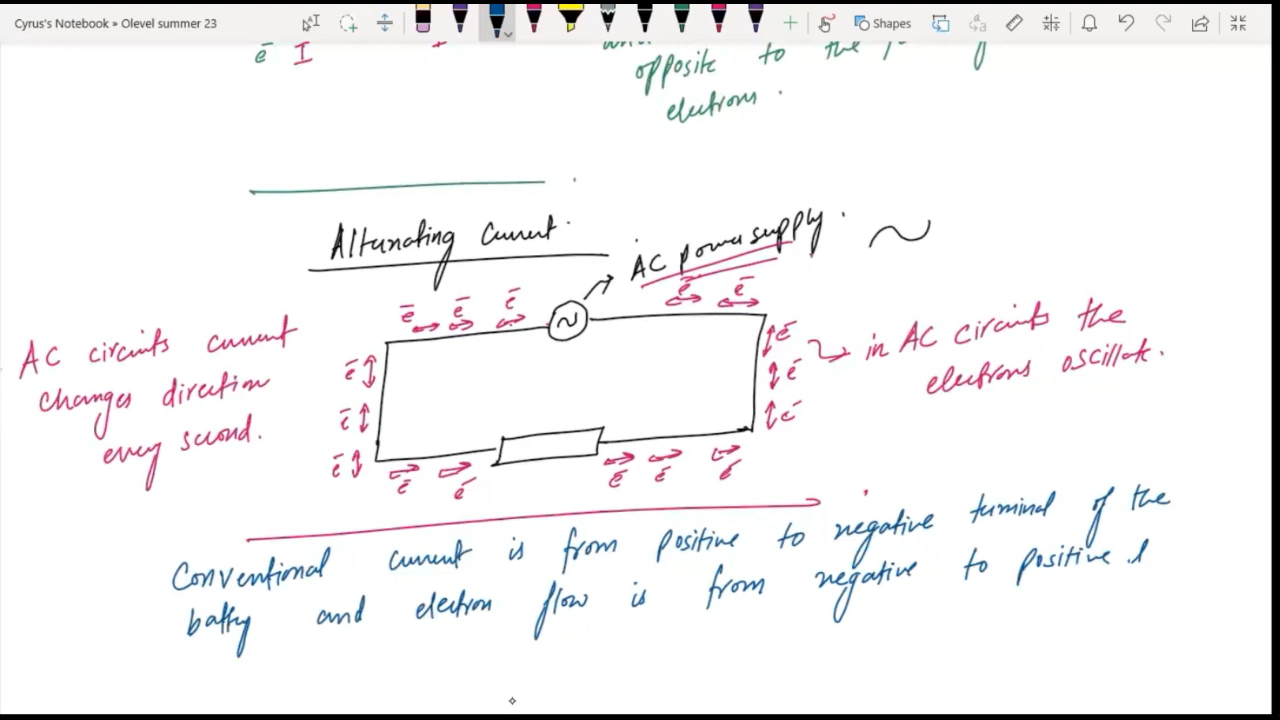 Cyrus's Notebook » Olevel summer 23
Shapes
ē I
opposite to the
electrons.
Alternating Current.
AC power supply.
~
ē ē ē ē ē
~
AC circuits current
changes direction
every second.
ē
ē
ē
ē
ē
ē
in AC circuits the
electrons oscillate.
ē ē ē ē ē
Conventional current is from positive to negative terminal of the
battery and electron flow is from negative to positive